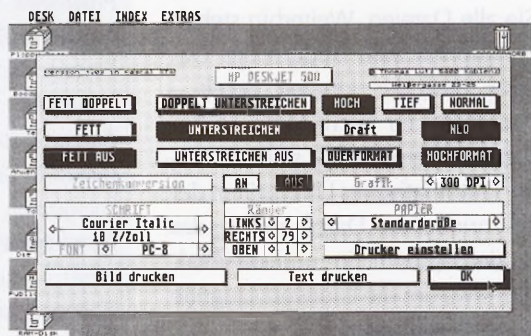 DESK DATEI INDEX EXTRAS
HP DESKJET 500
FETT DOPPELT DOPPELT UNTERSTREICHEN HOCH TIEF NORMAL
FETT UNTERSTREICHEN Draft NLQ
FETT AUS UNTERSTREICHEN AUS QUERFORMAT HOCHFORMAT
Zeichenkonversion AN AUS Grafik 300 DPI
SCHRIFT Ränder PAPIER
Courier Italic LINKS 2 Standardgröße
10 Z/Zoll RECHTS 79
FONT PC-8 OBEN 1 Drucker einstellen
Bild drucken Text drucken OK
RAM-Disk